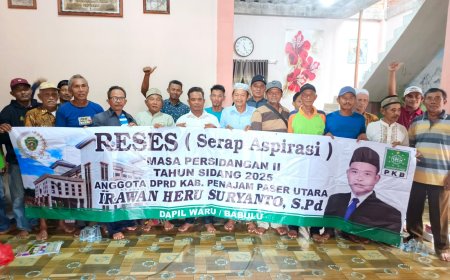 RESES ( Serap Aspirasi )
MASA PERSIDANGAN II
TAHUN SIDANG 2025
ANGGOTA DPRD KAB. PENAJAM PASER UTARA
IRAWAN HERU SURYANTO, S.Pd
DAPIL WARU / BABULU
PKB